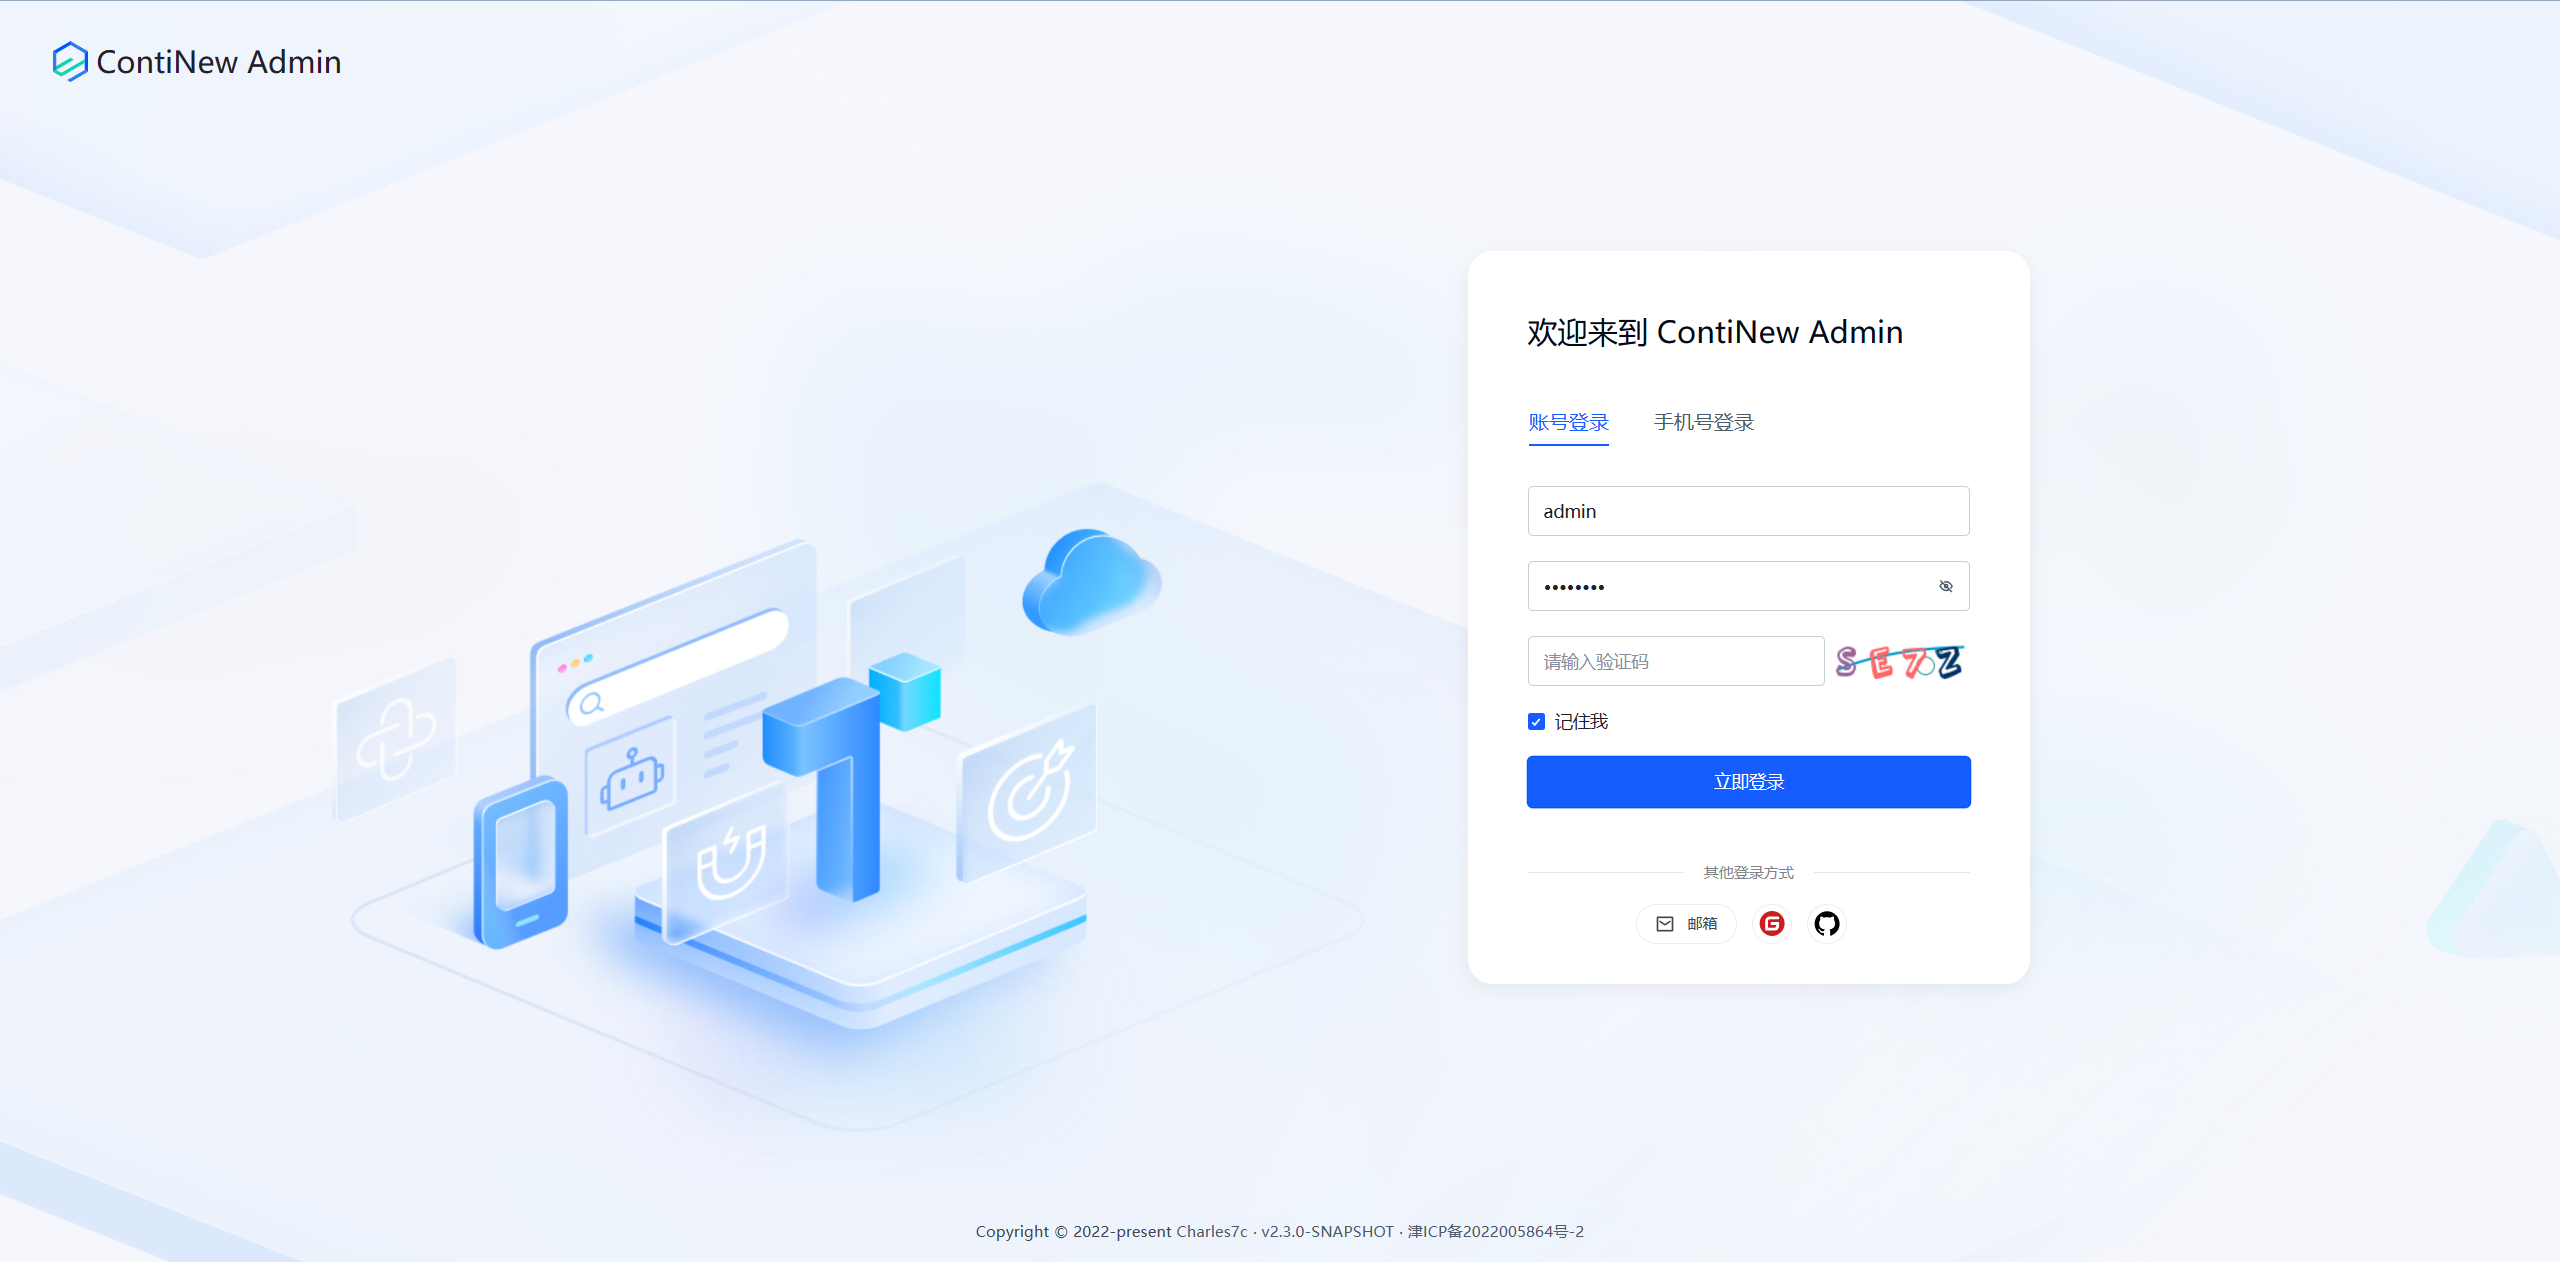 ContiNew Admin
欢迎来到 ContiNew Admin
账号登录 手机号登录
admin
请输入验证码 SE7Z
记住我
立即登录
其他登录方式
邮箱
Copyright © 2022-present Charles7c · v2.3.0-SNAPSHOT · 津ICP备2022005864号-2